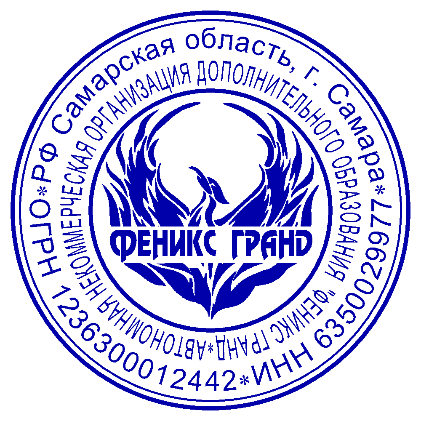 РФ Самарская область, г. Самара*
ИНН 6350029977*
ОГРН 1236300012442*
АВТОНОМНАЯ НЕКОММЕРЧЕСКАЯ ОРГАНИЗАЦИЯ ДОПОЛНИТЕЛЬНОГО ОБРАЗОВАНИЯ "ФЕНИКС ГРАНД*
ФЕНИКС ГРАНД